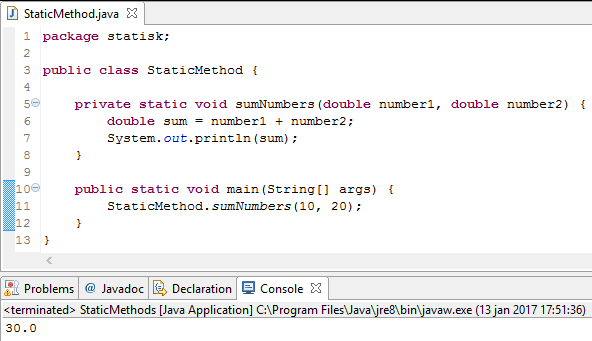 StaticMethod.java
1 package statisk;
2
3 public class StaticMethod {
4
5 private static void sumNumbers(double number1, double number2) {
6 double sum = number1 + number2;
7 System.out.println(sum);
8 }
9
10 public static void main(String[] args) {
11 StaticMethod.sumNumbers(10, 20);
12 }
13 }
Problems @ Javadoc Declaration Console
<terminated> StaticMethods [Java Application] C:\Program Files\Java\jre8\bin\javaw.exe (13 jan 2017 17:51:36)
30.0